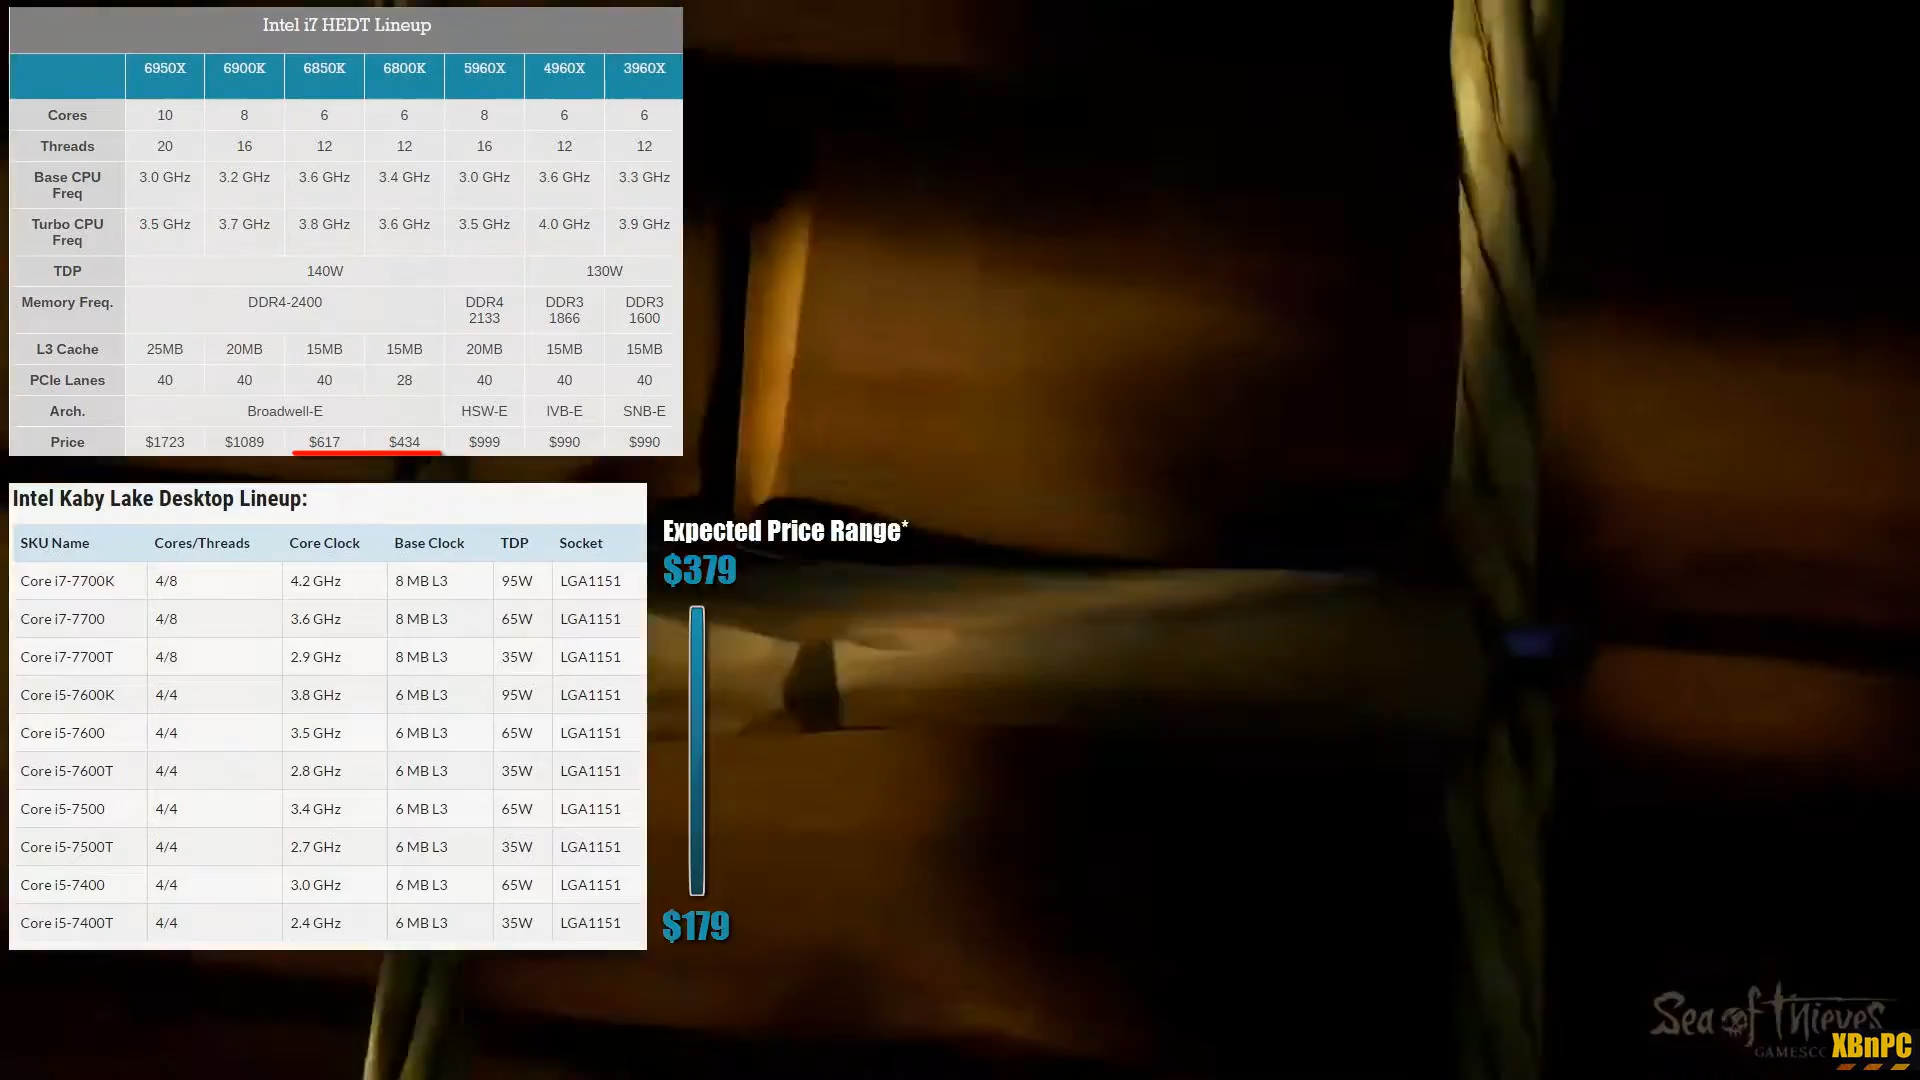 Intel i7 HEDT Lineup
6950X 6900K 6850K 6800K 5960X 4960X 3960X
Cores 10 8 6 6 8 6 6
Threads 20 16 12 12 16 12 12
Base CPU Freq 3.0 GHz 3.2 GHz 3.6 GHz 3.4 GHz 3.0 GHz 3.6 GHz 3.3 GHz
Turbo CPU Freq 3.5 GHz 3.7 GHz 3.8 GHz 3.6 GHz 3.5 GHz 4.0 GHz 3.9 GHz
TDP 140W 130W
Memory Freq. DDR4-2400 DDR4 2133 DDR3 1866 DDR3 1600
L3 Cache 25MB 20MB 15MB 15MB 20MB 15MB 15MB
PCIe Lanes 40 40 40 28 40 40 40
Arch. Broadwell-E HSW-E IVB-E SNB-E
Price $1723 $1089 $617 $434 $999 $990 $990
Intel Kaby Lake Desktop Lineup:
SKU Name Cores/Threads Core Clock Base Clock TDP Socket
Core i7-7700K 4/8 4.2 GHz 8 MB L3 95W LGA1151
Core i7-7700 4/8 3.6 GHz 8 MB L3 65W LGA1151
Core i7-7700T 4/8 2.9 GHz 8 MB L3 35W LGA1151
Core i5-7600K 4/4 3.8 GHz 6 MB L3 95W LGA1151
Core i5-7600 4/4 3.5 GHz 6 MB L3 65W LGA1151
Core i5-7600T 4/4 2.8 GHz 6 MB L3 35W LGA1151
Core i5-7500 4/4 3.4 GHz 6 MB L3 65W LGA1151
Core i5-7500T 4/4 2.7 GHz 6 MB L3 35W LGA1151
Core i5-7400 4/4 3.0 GHz 6 MB L3 65W LGA1151
Core i5-7400T 4/4 2.4 GHz 6 MB L3 35W LGA1151
Expected Price Range*
$379
$179
Sea of Thieves
XBnPC